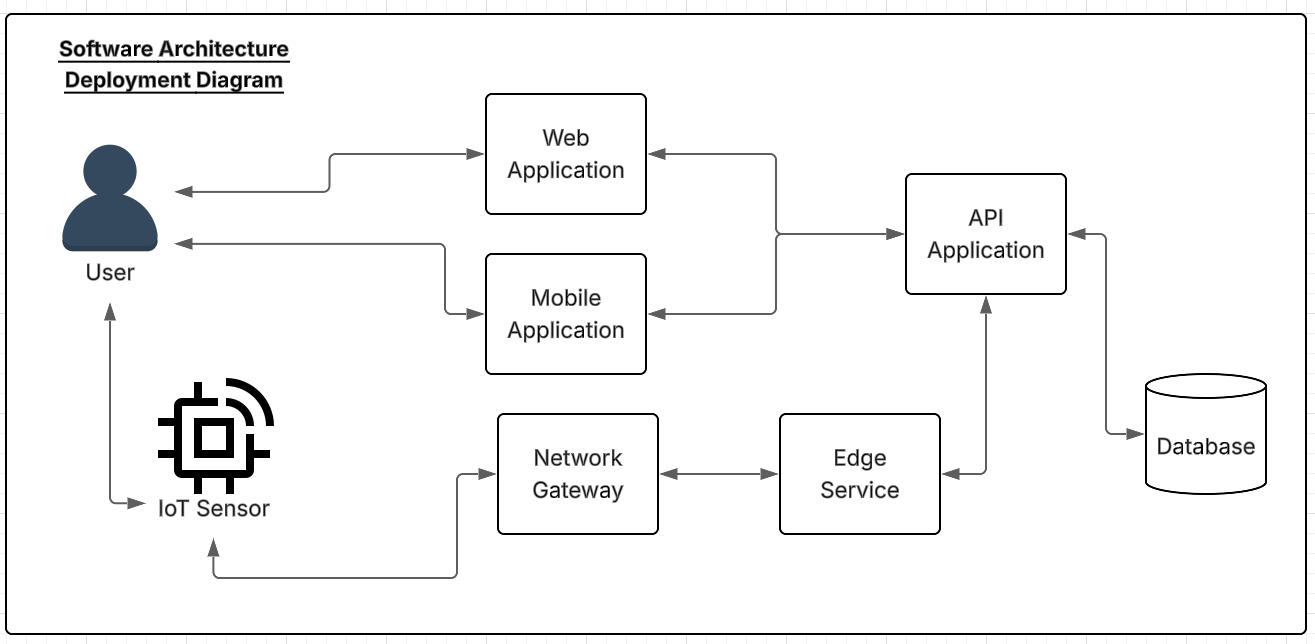 Software Architecture
Deployment Diagram
Web
Application
API
Application
User
Mobile
Application
IoT Sensor
Network
Gateway
Edge
Service
Database